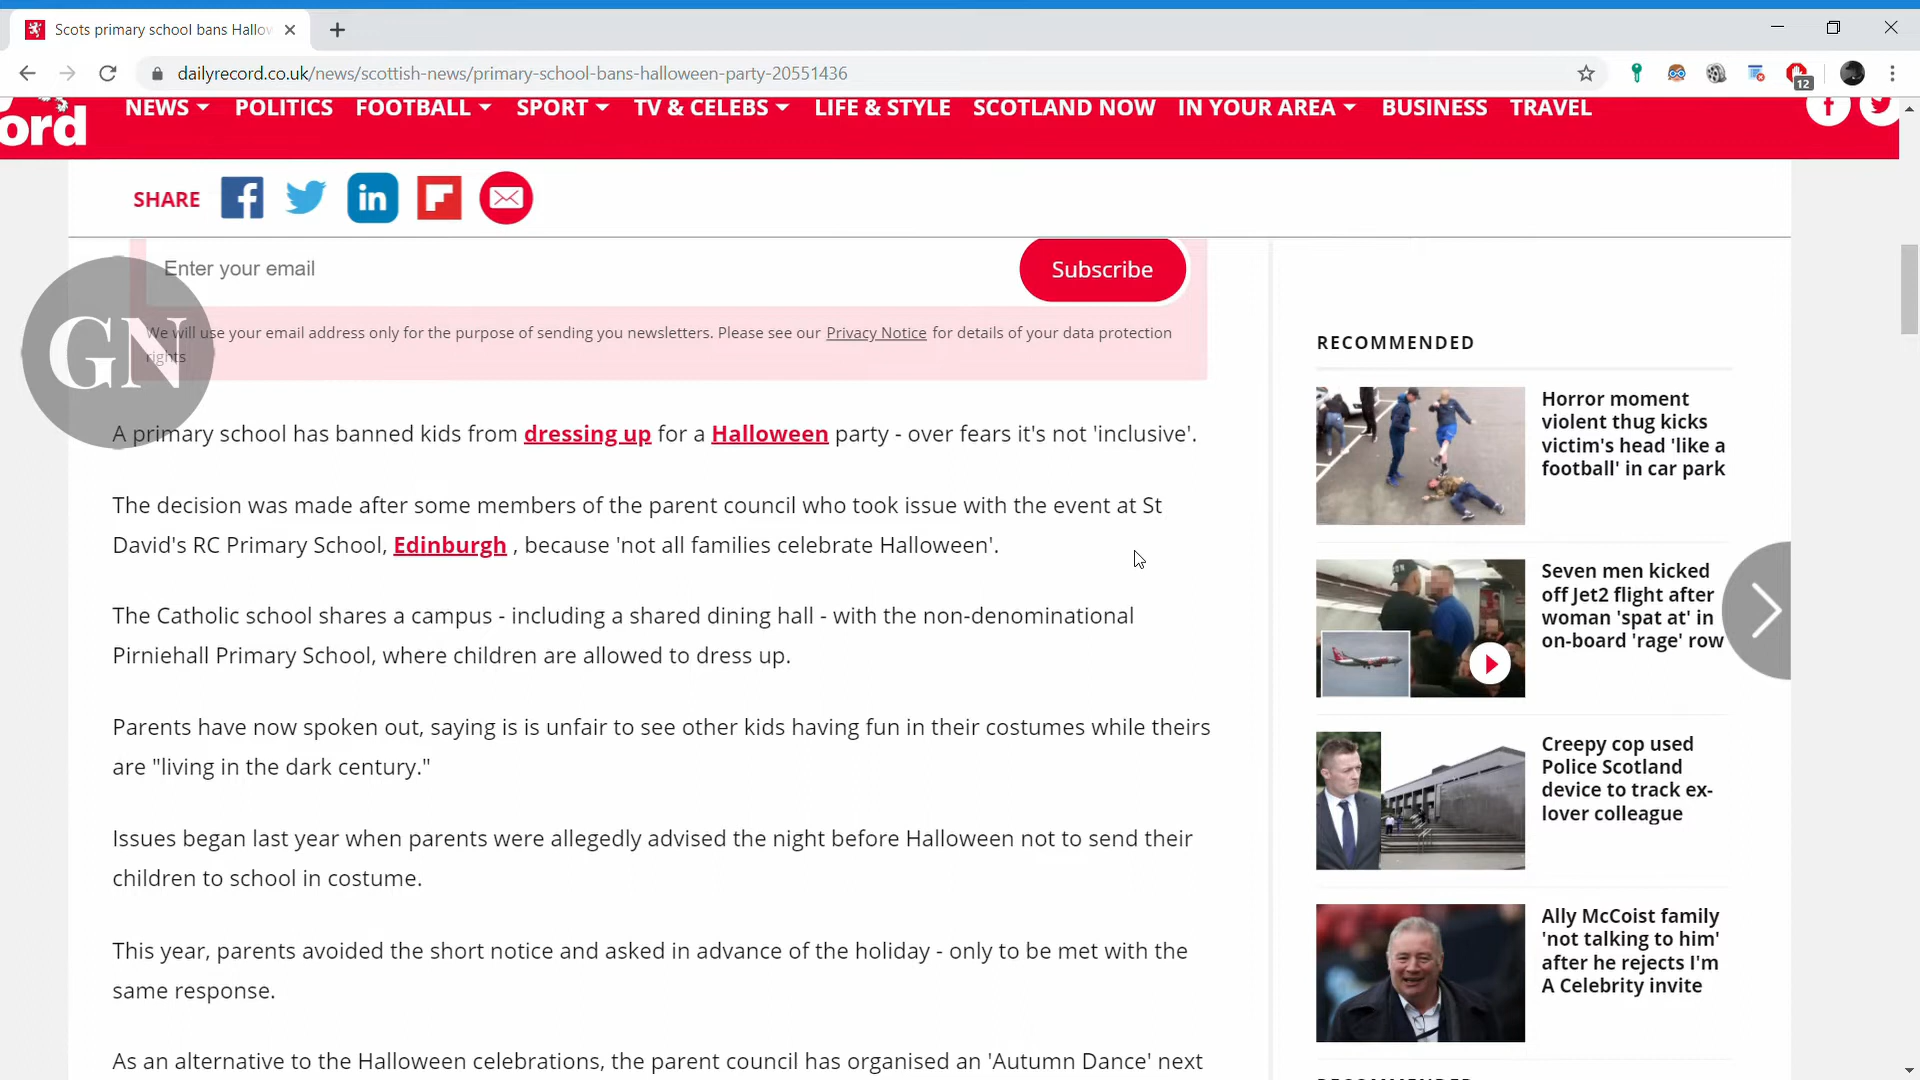 Scots primary school bans Hallo
dailyrecord.co.uk/news/scottish-news/primary-school-bans-halloween-party-20551436
12
ord
NEWS POLITICS FOOTBALL SPORT TV & CELEBS LIFE & STYLE SCOTLAND NOW IN YOUR AREA BUSINESS TRAVEL
SHARE
Enter your email
Subscribe
We will use your email address only for the purpose of sending you newsletters. Please see our Privacy Notice for details of your data protection
rights
GN
A primary school has banned kids from dressing up for a Halloween party - over fears it's not 'inclusive'.
The decision was made after some members of the parent council who took issue with the event at St
David's RC Primary School, Edinburgh , because 'not all families celebrate Halloween'.
The Catholic school shares a campus - including a shared dining hall - with the non-denominational
Pirniehall Primary School, where children are allowed to dress up.
Parents have now spoken out, saying is is unfair to see other kids having fun in their costumes while theirs
are "living in the dark century."
Issues began last year when parents were allegedly advised the night before Halloween not to send their
children to school in costume.
This year, parents avoided the short notice and asked in advance of the holiday - only to be met with the
same response.
As an alternative to the Halloween celebrations, the parent council has organised an 'Autumn Dance' next
RECOMMENDED
Horror moment
violent thug kicks
victim's head 'like a
football' in car park
Seven men kicked
off Jet2 flight after
woman 'spat at' in
on-board 'rage' row
Creepy cop used
Police Scotland
device to track ex-
lover colleague
Ally McCoist family
'not talking to him'
after he rejects I'm
A Celebrity invite